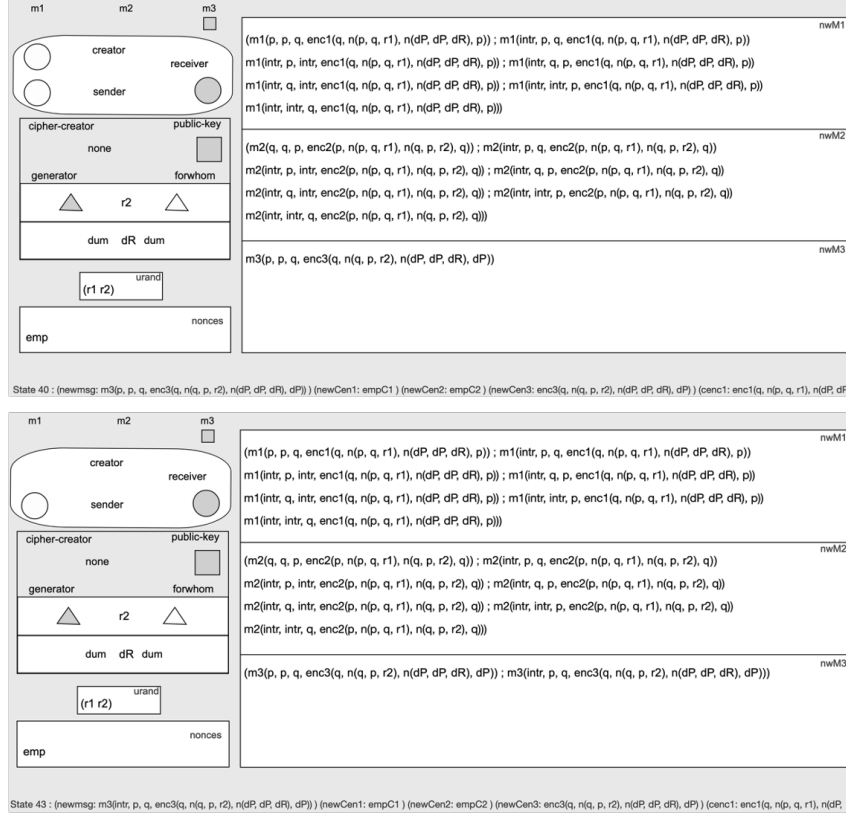 m1 m2 m3
creator
receiver
sender
cipher-creator public-key
none
generator forwhom
r2
dum dR dum
urand
(r1 r2)
nonces
emp
nwM1
(m1(p, p, q, enc1(q, n(p, q, r1), n(dP, dP, dR), p)) ; m1(intr, p, q, enc1(q, n(p, q, r1), n(dP, dP, dR), p))
m1(intr, p, intr, enc1(q, n(p, q, r1), n(dP, dP, dR), p)) ; m1(intr, q, p, enc1(q, n(p, q, r1), n(dP, dP, dR), p))
m1(intr, q, intr, enc1(q, n(p, q, r1), n(dP, dP, dR), p)) ; m1(intr, intr, p, enc1(q, n(p, q, r1), n(dP, dP, dR), p))
m1(intr, intr, q, enc1(q, n(p, q, r1), n(dP, dP, dR), p)))
nwM2
(m2(q, q, p, enc2(p, n(p, q, r1), n(q, p, r2), q)) ; m2(intr, p, q, enc2(p, n(p, q, r1), n(q, p, r2), q))
m2(intr, p, intr, enc2(p, n(p, q, r1), n(q, p, r2), q)) ; m2(intr, q, p, enc2(p, n(p, q, r1), n(q, p, r2), q))
m2(intr, q, intr, enc2(p, n(p, q, r1), n(q, p, r2), q)) ; m2(intr, intr, p, enc2(p, n(p, q, r1), n(q, p, r2), q))
m2(intr, intr, q, enc2(p, n(p, q, r1), n(q, p, r2), q)))
nwM3
m3(p, p, q, enc3(q, n(q, p, r2), n(dP, dP, dR), dP))
State 40 : (newmsg: m3(p, p, q, enc3(q, n(q, p, r2), n(dP, dP, dR), dP)) ) (newCen1: empC1 ) (newCen2: empC2 ) (newCen3: enc3(q, n(q, p, r2), n(dP, dP, dR), dP) ) (cenc1: enc1(q, n(p, q, r1), n(dP, dP
m1 m2 m3
creator
receiver
sender
cipher-creator public-key
none
generator forwhom
r2
dum dR dum
urand
(r1 r2)
nonces
emp
nwM1
(m1(p, p, q, enc1(q, n(p, q, r1), n(dP, dP, dR), p)) ; m1(intr, p, q, enc1(q, n(p, q, r1), n(dP, dP, dR), p))
m1(intr, p, intr, enc1(q, n(p, q, r1), n(dP, dP, dR), p)) ; m1(intr, q, p, enc1(q, n(p, q, r1), n(dP, dP, dR), p))
m1(intr, q, intr, enc1(q, n(p, q, r1), n(dP, dP, dR), p)) ; m1(intr, intr, p, enc1(q, n(p, q, r1), n(dP, dP, dR), p))
m1(intr, intr, q, enc1(q, n(p, q, r1), n(dP, dP, dR), p)))
nwM2
(m2(q, q, p, enc2(p, n(p, q, r1), n(q, p, r2), q)) ; m2(intr, p, q, enc2(p, n(p, q, r1), n(q, p, r2), q))
m2(intr, p, intr, enc2(p, n(p, q, r1), n(q, p, r2), q)) ; m2(intr, q, p, enc2(p, n(p, q, r1), n(q, p, r2), q))
m2(intr, q, intr, enc2(p, n(p, q, r1), n(q, p, r2), q)) ; m2(intr, intr, p, enc2(p, n(p, q, r1), n(q, p, r2), q))
m2(intr, intr, q, enc2(p, n(p, q, r1), n(q, p, r2), q)))
nwM3
(m3(p, p, q, enc3(q, n(q, p, r2), n(dP, dP, dR), dP)) ; m3(intr, p, q, enc3(q, n(q, p, r2), n(dP, dP, dR), dP)))
State 43 : (newmsg: m3(intr, p, q, enc3(q, n(q, p, r2), n(dP, dP, dR), dP)) ) (newCen1: empC1 ) (newCen2: empC2 ) (newCen3: enc3(q, n(q, p, r2), n(dP, dP, dR), dP) ) (cenc1: enc1(q, n(p, q, r1), n(dP,